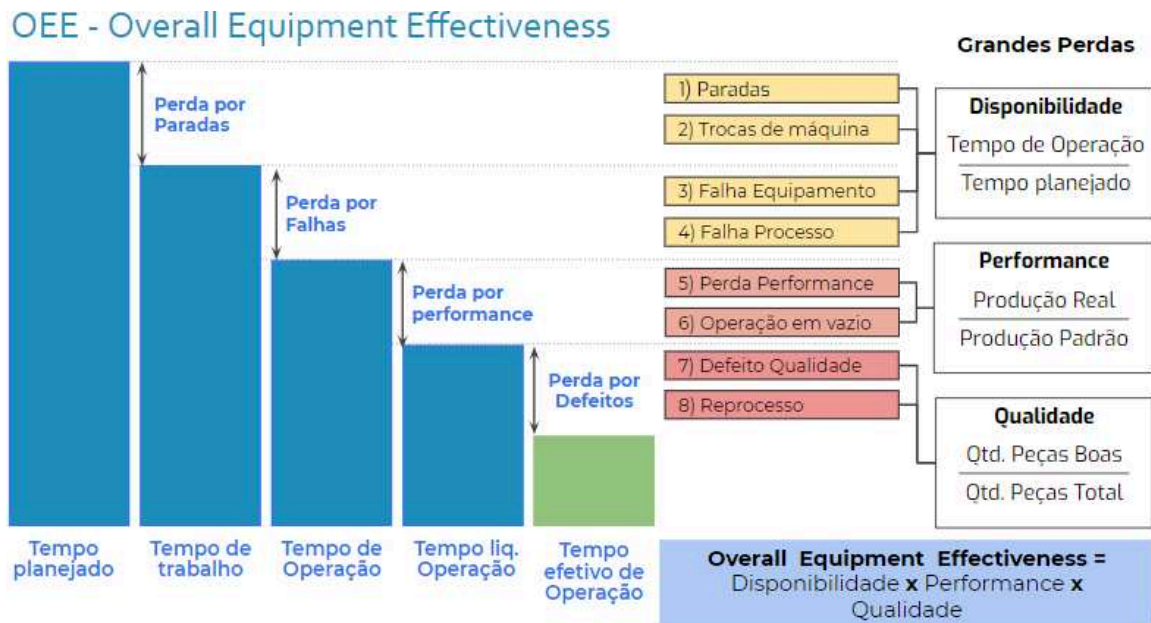 OEE - Overall Equipment Effectiveness
Perda por
Paradas
Perda por
Falhas
Perda por
performance
Perda por
Defeitos
Tempo
planejado
Tempo de
trabalho
Tempo de
Operação
Tempo liq.
Operação
Tempo
efetivo de
Operação
1) Paradas
2) Trocas de máquina
3) Falha Equipamento
4) Falha Processo
5) Perda Performance
6) Operação em vazio
7) Defeito Qualidade
8) Reprocesso
Grandes Perdas
Disponibilidade
Tempo de Operação
Tempo planejado
Performance
Produção Real
Produção Padrão
Qualidade
Qtd. Peças Boas
Qtd. Peças Total
Overall Equipment Effectiveness =
Disponibilidade x Performance x
Qualidade